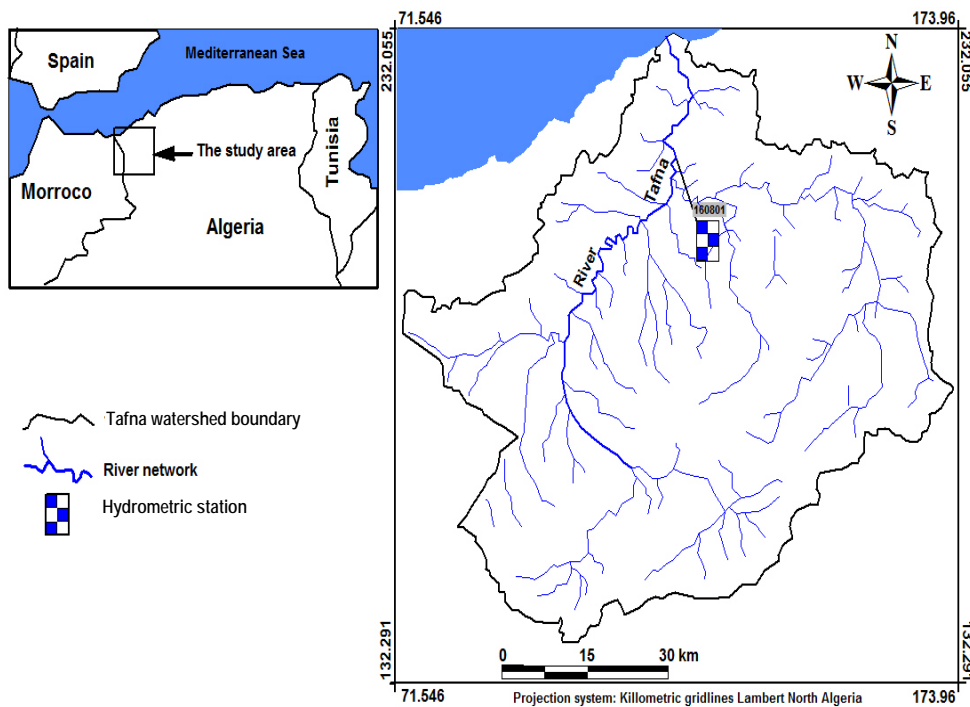 Spain
Mediterranean Sea
The study area
Tunisia
Morroco
Algeria
Tafna watershed boundary
River network
Hydrometric station
71.546
173.96
232.055
232.055
N
W
E
S
Tafna
160801
River
132.291
132.291
0 15 30 km
71.546
173.96
Projection system: Killometric gridlines Lambert North Algeria